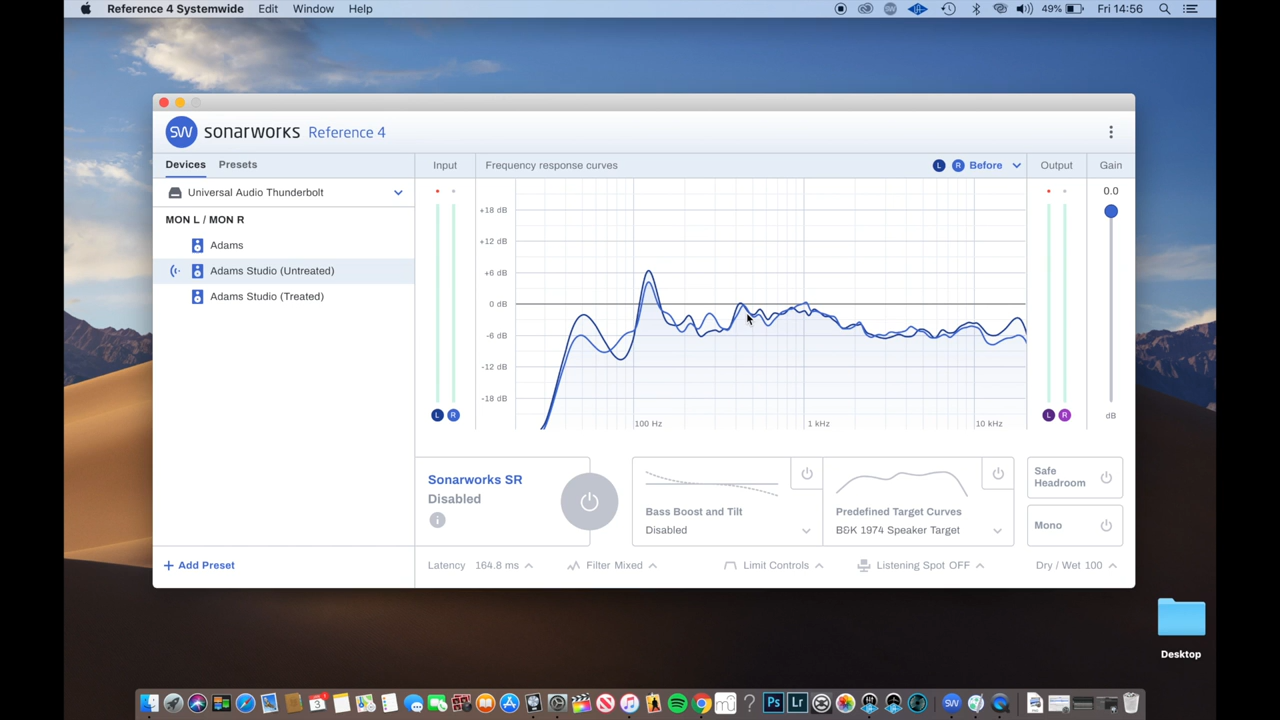 Reference 4 Systemwide Edit Window Help 49% Fri 14:56
SW sonarworks Reference 4
Devices Presets Input Frequency response curves L R Before Output Gain
Universal Audio Thunderbolt 0.0
MON L / MON R
Adams
Adams Studio (Untreated)
Adams Studio (Treated)
+18 dB
+12 dB
+6 dB
0 dB
-6 dB
-12 dB
-18 dB
L R L R dB
100 Hz 1 kHz 10 kHz
Sonarworks SR
Disabled
Bass Boost and Tilt
Disabled
Predefined Target Curves
B&K 1974 Speaker Target
Safe
Headroom
Mono
+ Add Preset Latency 164.8 ms Filter Mixed Limit Controls Listening Spot OFF Dry / Wet 100
Desktop
Ps Lr SW